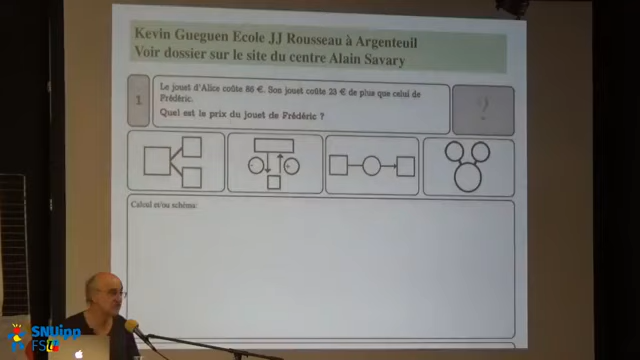 Kevin Gueguen Ecole JJ Rousseau à Argenteuil
Voir dossier sur le site du centre Alain Savary
1
Le jouet d'Alice coûte 86 €. Son jouet coûte 23 € de plus que celui de
Frédéric.
Quel est le prix du jouet de Frédéric ?
?
Calcul et/ou schéma:
SNUipp
FSU